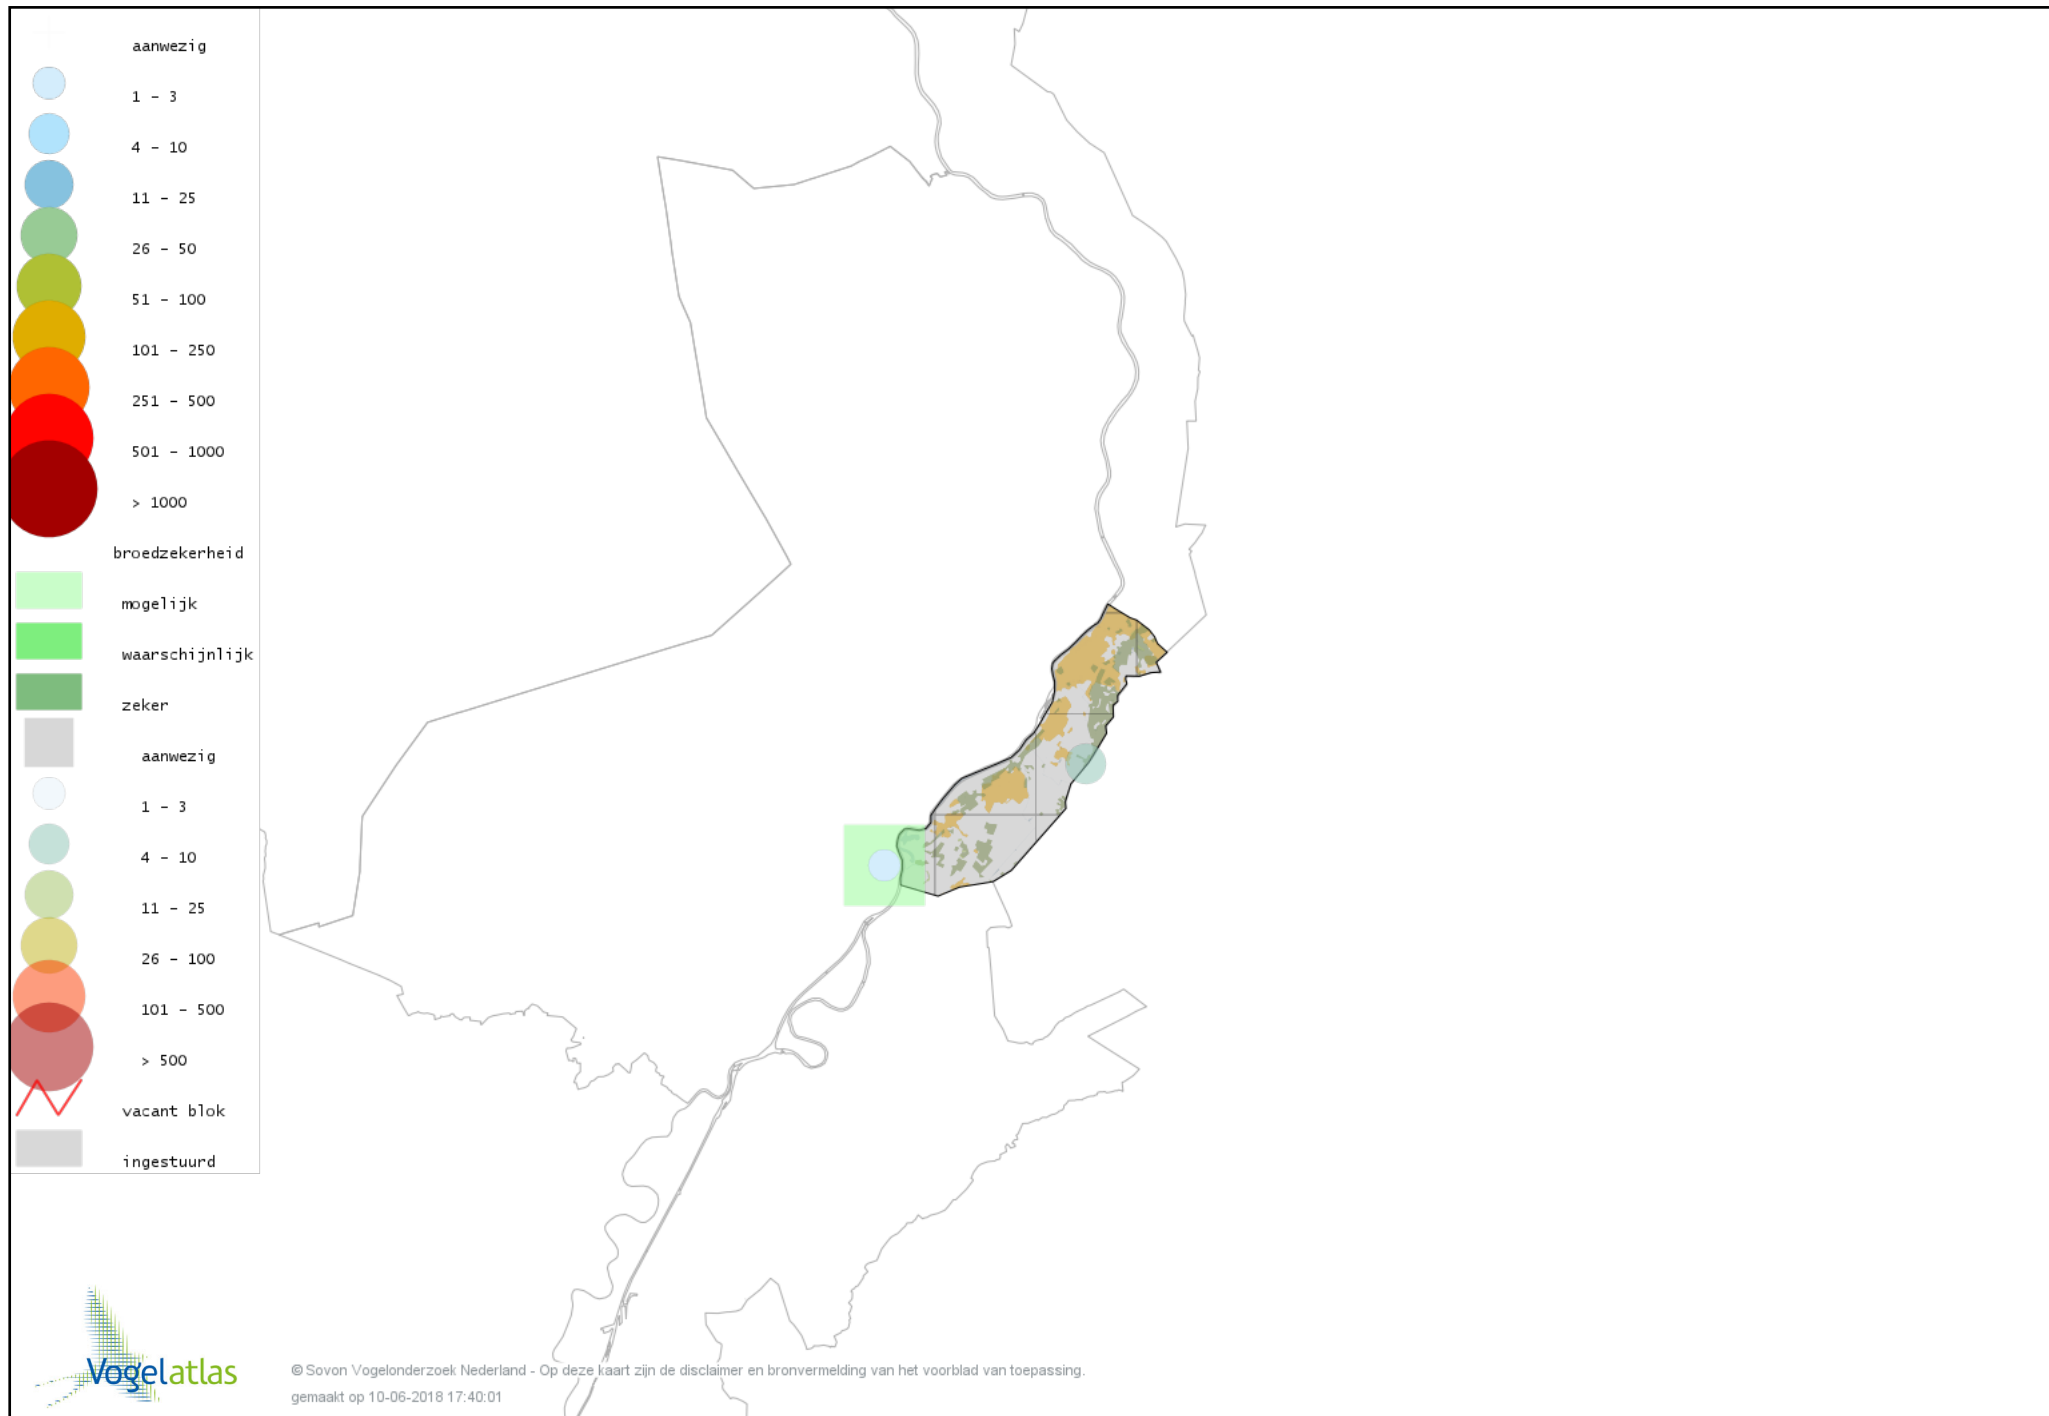 aanwezig
1 - 3
4 - 10
11 - 25
26 - 50
51 - 100
101 - 250
251 - 500
501 - 1000
> 1000
broedzekerheid
mogelijk
waarschijnlijk
zeker
aanwezig
1 - 3
4 - 10
11 - 25
26 - 100
101 - 500
> 500
vacant blok
ingestuurd
Vogelatlas
© Sovon Vogelonderzoek Nederland - Op deze kaart zijn de disclaimer en bronvermelding van het voorblad van toepassing.
gemaakt op 10-06-2018 17:40:01